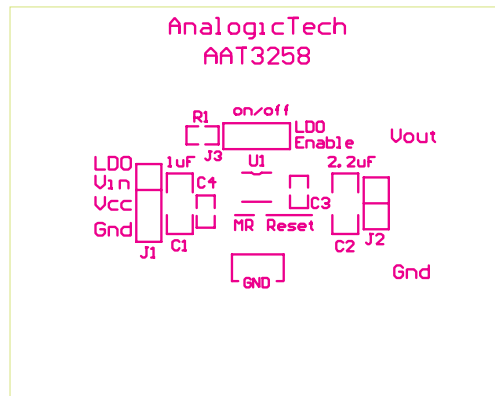 AnalogicTech
AAT3258
on/off
R1
LDO
Enable
J3
Vout
LDO
1uF
U1
2.2uF
Vin
C4
Vcc
C3
Gnd
MR
Reset
J1
C1
C2
J2
GND
Gnd